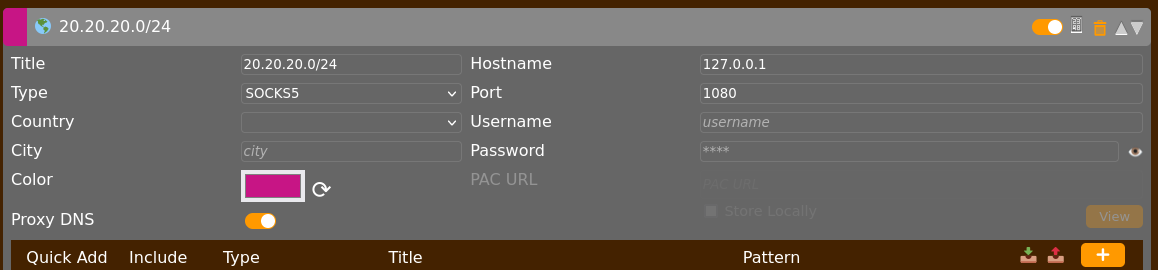 20.20.20.0/24
Title 20.20.20.0/24 Hostname 127.0.0.1
Type SOCKS5 Port 1080
Country Username username
City city Password ****
Color PAC URL PAC URL
Store Locally View
Proxy DNS
Quick Add Include Type Title Pattern +